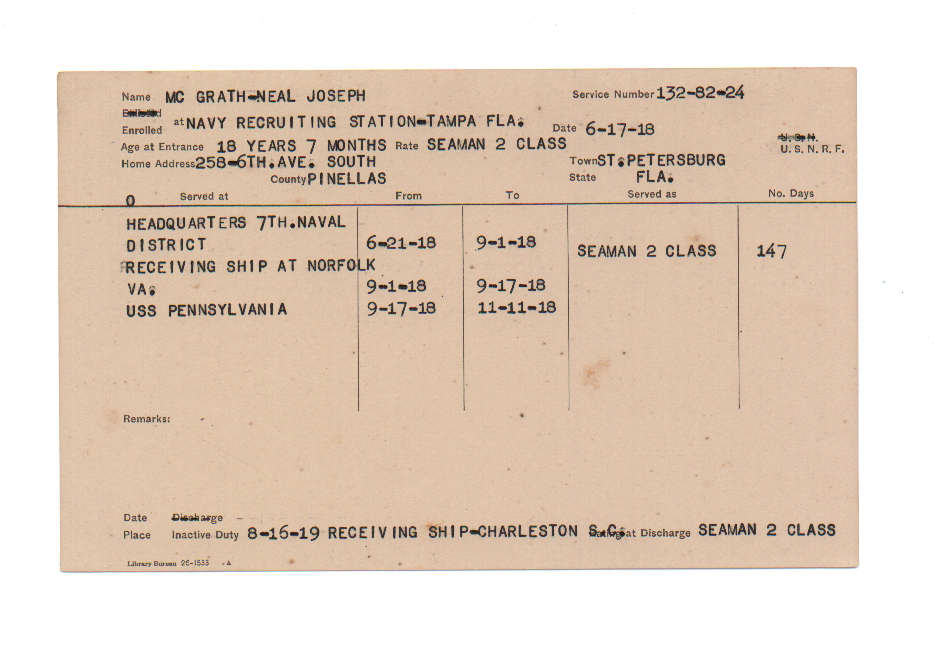 Name MC GRATH-NEAL JOSEPH Service Number 132-82-24
Enlisted
Enrolled at NAVY RECRUITING STATION-TAMPA FLA. Date 6-17-18
U.S.N.
Age at Entrance 18 YEARS 7 MONTHS Rate SEAMAN 2 CLASS U. S. N. R. F.
Home Address 258-6TH.AVE. SOUTH Town ST.PETERSBURG
County PINELLAS State FLA.
O Served at From To Served as No. Days
HEADQUARTERS 7TH.NAVAL
DISTRICT 6-21-18 9-1-18 SEAMAN 2 CLASS 147
RECEIVING SHIP AT NORFOLK
VA. 9-1-18 9-17-18
USS PENNSYLVANIA 9-17-18 11-11-18
Remarks:
Date Discharge
Place Inactive Duty 8-16-19 RECEIVING SHIP-CHARLESTON S.C. Rating at Discharge SEAMAN 2 CLASS
Library Bureau 26-1535